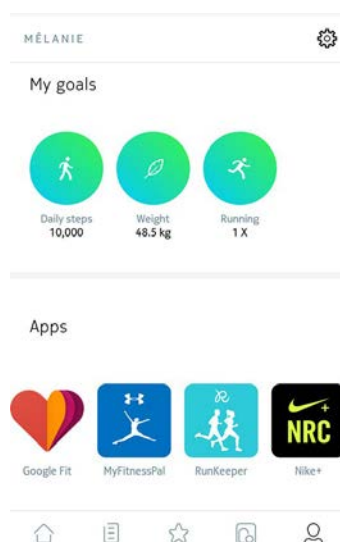 MÉLANIE
My goals
Daily steps
10,000
Weight
48.5 kg
Running
1 X
Apps
NRC
Google Fit
MyFitnessPal
RunKeeper
Nike+